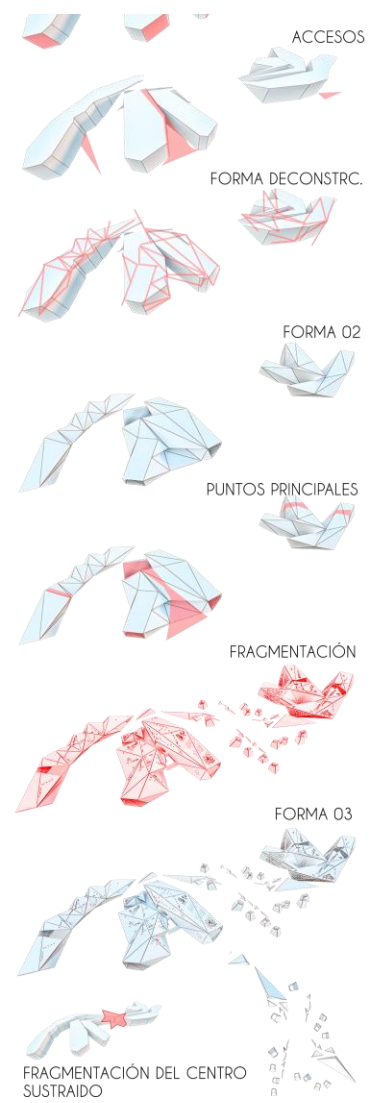 ACCESOS
FORMA DECONSTRC.
FORMA 02
PUNTOS PRINCIPALES
FRAGMENTACIÓN
FORMA 03
FRAGMENTACIÓN DEL CENTRO
SUSTRAIDO